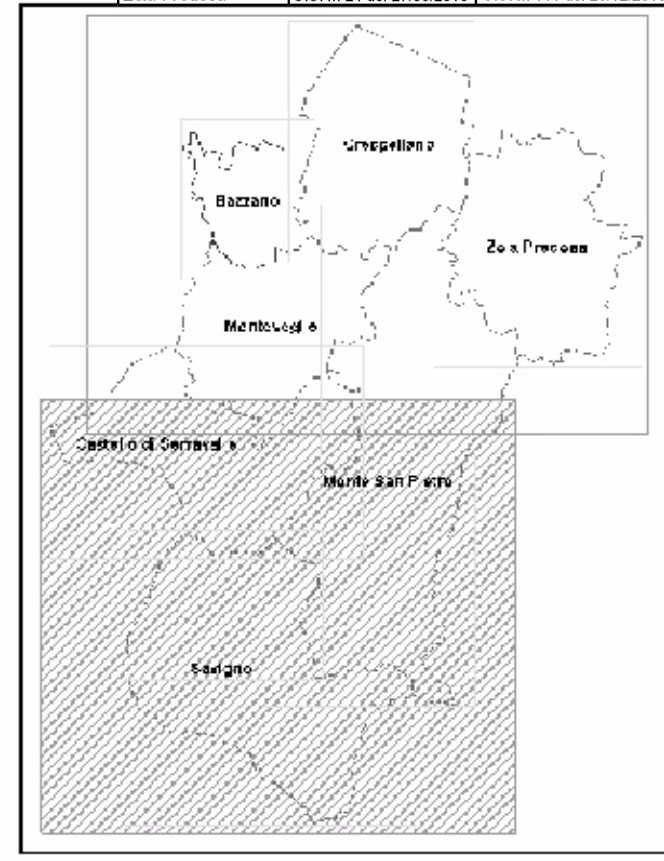 Crespellano
Bazzano
Zola Predosa
Monteveglio
Castello di Serravalle
Monte San Pietro
Savigno